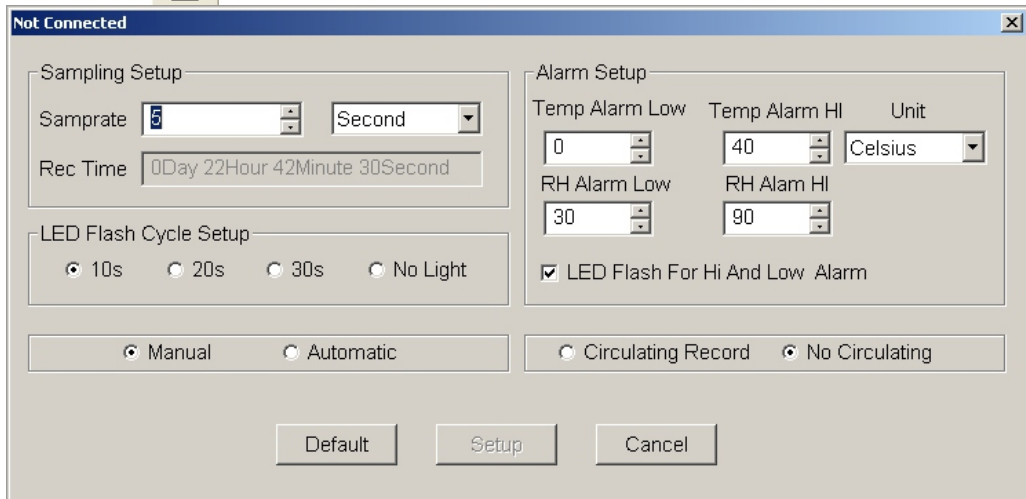 Not Connected
Sampling Setup
Samprate 5 Second
Rec Time 0Day 22Hour 42Minute 30Second
LED Flash Cycle Setup
10s 20s 30s No Light
Manual Automatic
Alarm Setup
Temp Alarm Low Temp Alarm HI Unit
0 40 Celsius
RH Alarm Low RH Alam HI
30 90
LED Flash For Hi And Low Alarm
Circulating Record No Circulating
Default Setup Cancel